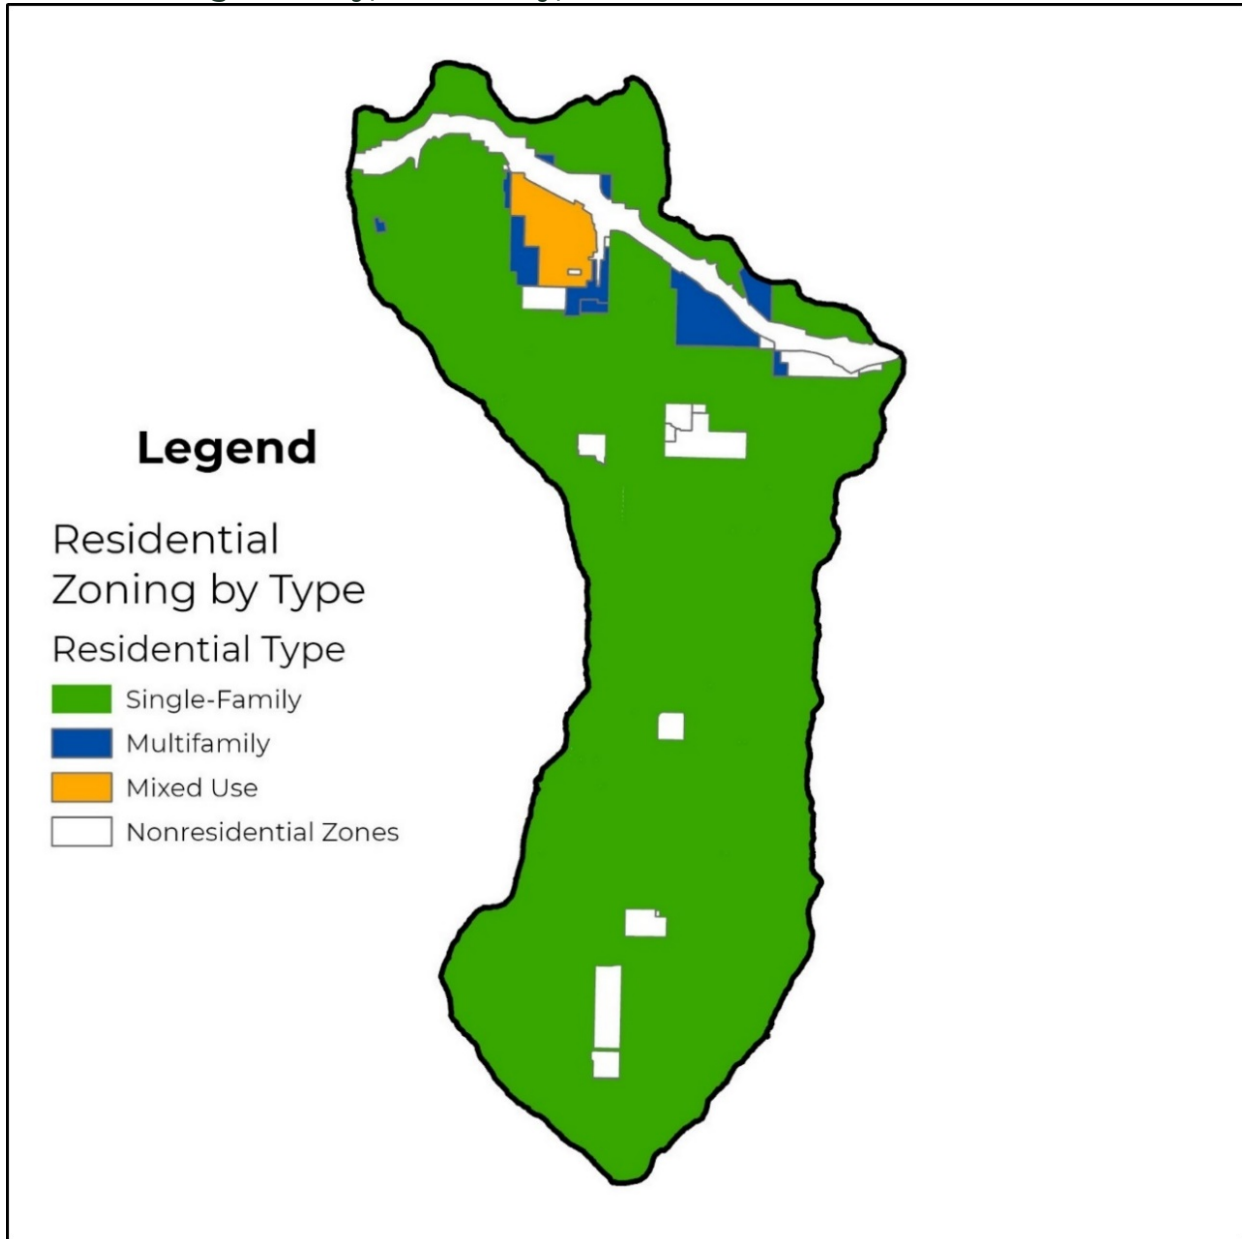 Legend
Residential
Zoning by Type
Residential Type
Single-Family
Multifamily
Mixed Use
Nonresidential Zones